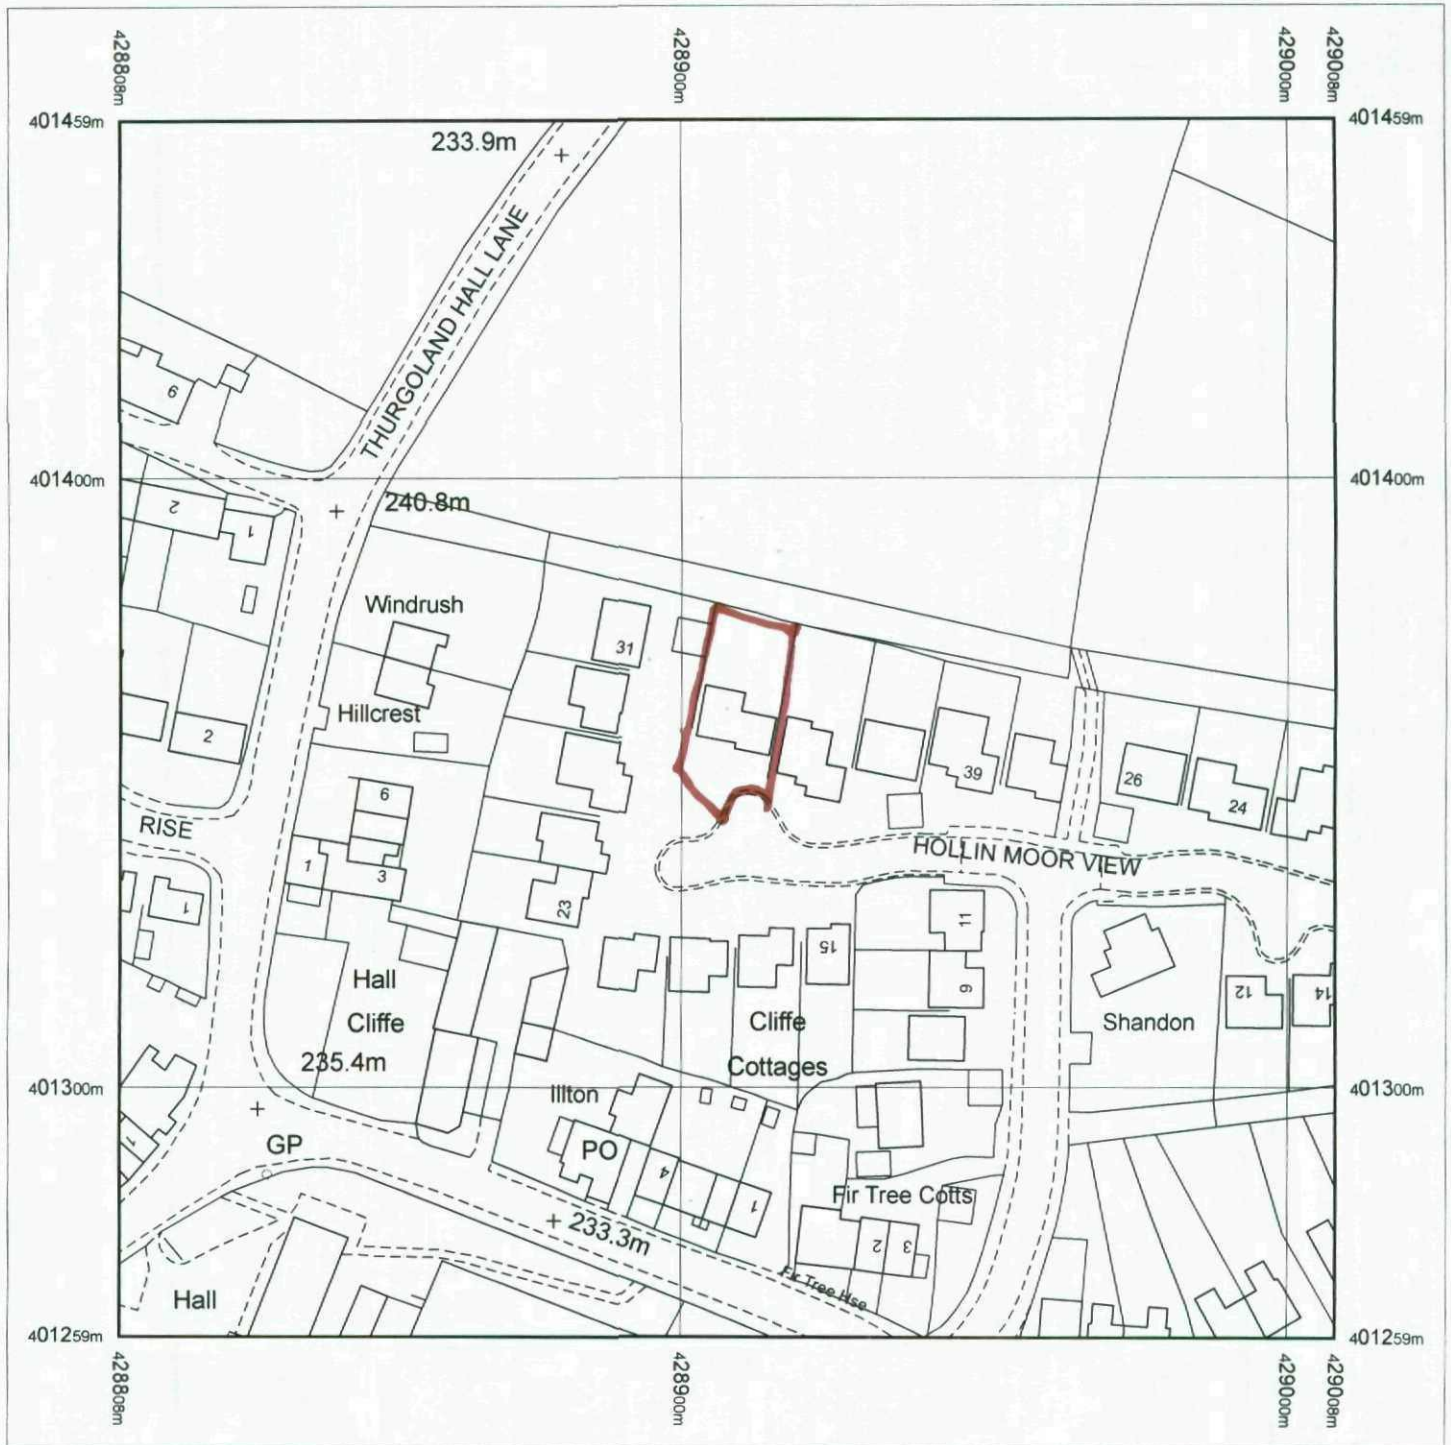 428808m
428900m
429000m
429008m
401459m
401459m
233.9m
THURGOLAND HALL LANE
9
401400m
401400m
2
1
240.8m
Windrush
31
Hillcrest
2
39
26
24
6
RISE
HOLLIN MOOR VIEW
1
3
1
23
11
15
Hall
Cliffe
9
12
14
Cliffe
Cottages
Shandon
235.4m
401300m
401300m
Illton
GP
PO
4
1
1
Fir Tree Cotts
233.3m
2
3
Fir Tree Hse
Hall
401259m
401259m
428808m
428900m
429000m
429008m